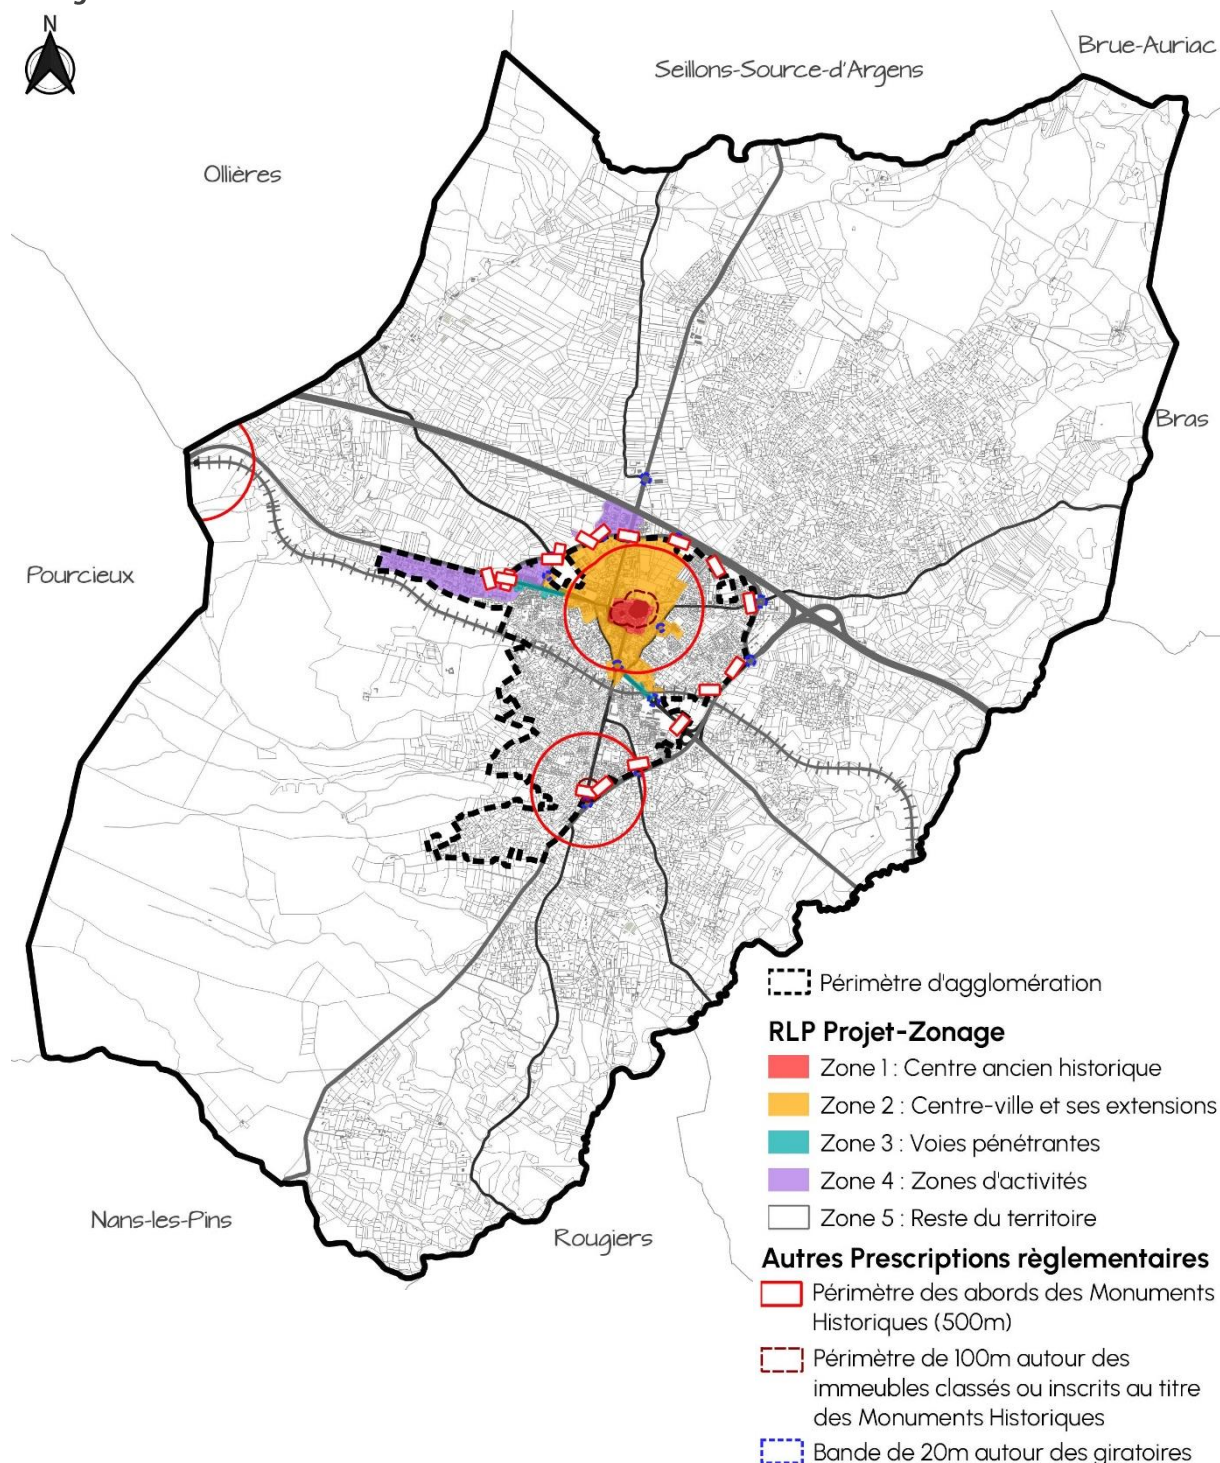 N
Brue-Auriac
Seillons-Source-d'Argens
Ollières
Bras
Pourcieux
Périmètre d'agglomération
RLP Projet-Zonage
Zone 1 : Centre ancien historique
Zone 2 : Centre-ville et ses extensions
Zone 3 : Voies pénétrantes
Zone 4 : Zones d'activités
Zone 5 : Reste du territoire
Nans-les-Pins
Rougiers
Autres Prescriptions règlementaires
Périmètre des abords des Monuments
Historiques (500m)
Périmètre de 100m autour des
immeubles classés ou inscrits au titre
des Monuments Historiques
Bande de 20m autour des giratoires